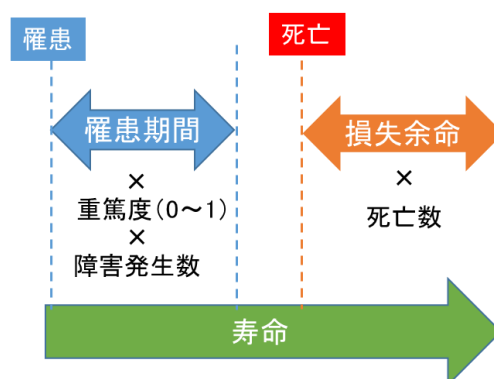 罹患
死亡
罹患期間
損失余命
×
重篤度(0～1)
×
障害発生数
×
死亡数
寿命